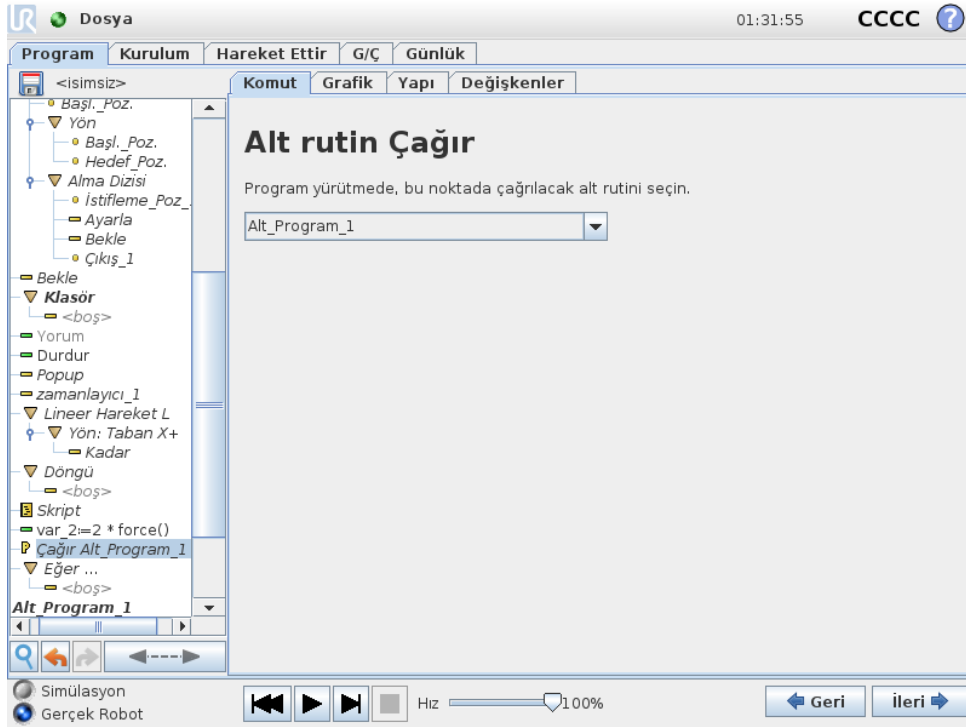 UR Dosya 01:31:55 CCCC ?
Program Kurulum Hareket Ettir G/Ç Günlük
<isimsiz>
Komut Grafik Yapı Değişkenler
Başl._Poz.
Yön
Başl._Poz.
Hedef_Poz.
Alma Dizisi
İstifleme_Poz_
Ayarla
Bekle
Çıkış_1
Bekle
Klasör
<boş>
Yorum
Durdur
Popup
zamanlayıcı_1
Lineer Hareket L
Yön: Taban X+
Kadar
Döngü
<boş>
Skript
var_2:=2 * force()
Çağır Alt_Program_1
Eğer ...
<boş>
Alt_Program_1
Alt rutin Çağır
Program yürütmede, bu noktada çağrılacak alt rutini seçin.
Alt_Program_1
Simülasyon
Gerçek Robot
Hız 100%
Geri İleri